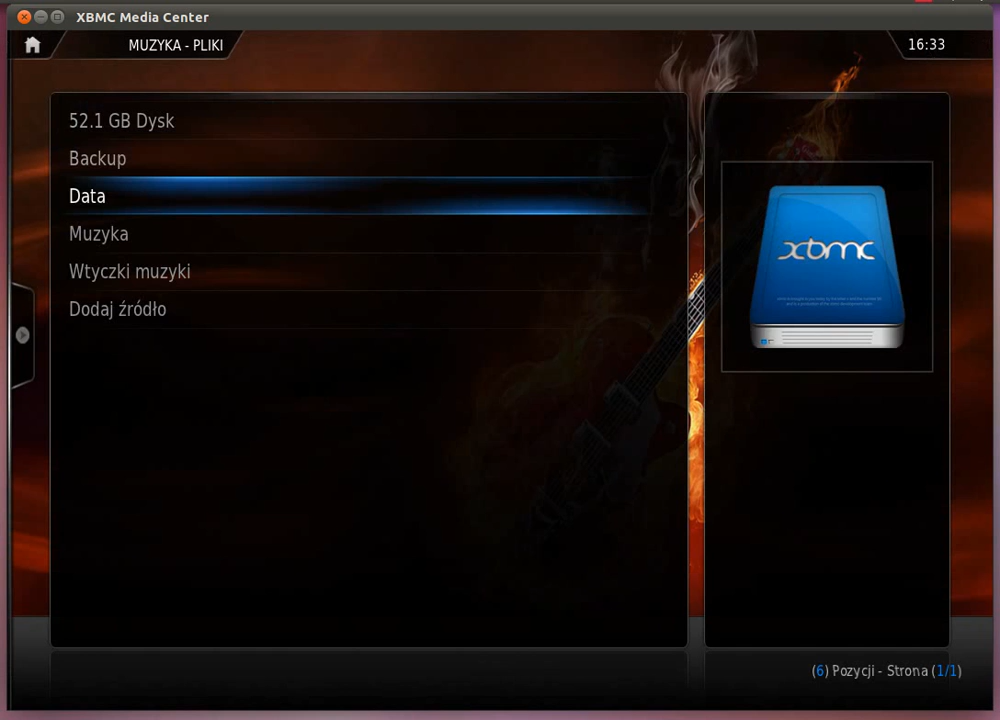 XBMC Media Center
MUZYKA - PLIKI
16:33
52.1 GB Dysk
Backup
Data
Muzyka
Wtyczki muzyki
Dodaj źródło
xbmc
(6) Pozycji - Strona (1/1)